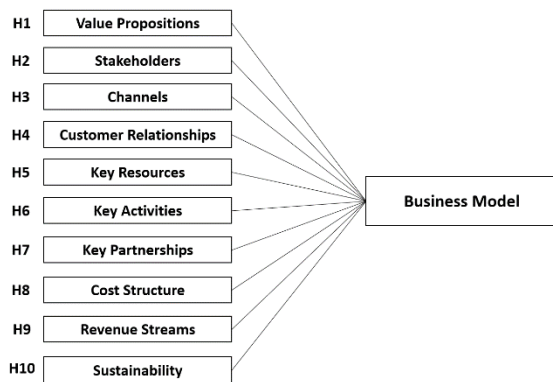 H1 Value Propositions
H2 Stakeholders
H3 Channels
H4 Customer Relationships
H5 Key Resources
Business Model
H6 Key Activities
H7 Key Partnerships
H8 Cost Structure
H9 Revenue Streams
H10 Sustainability